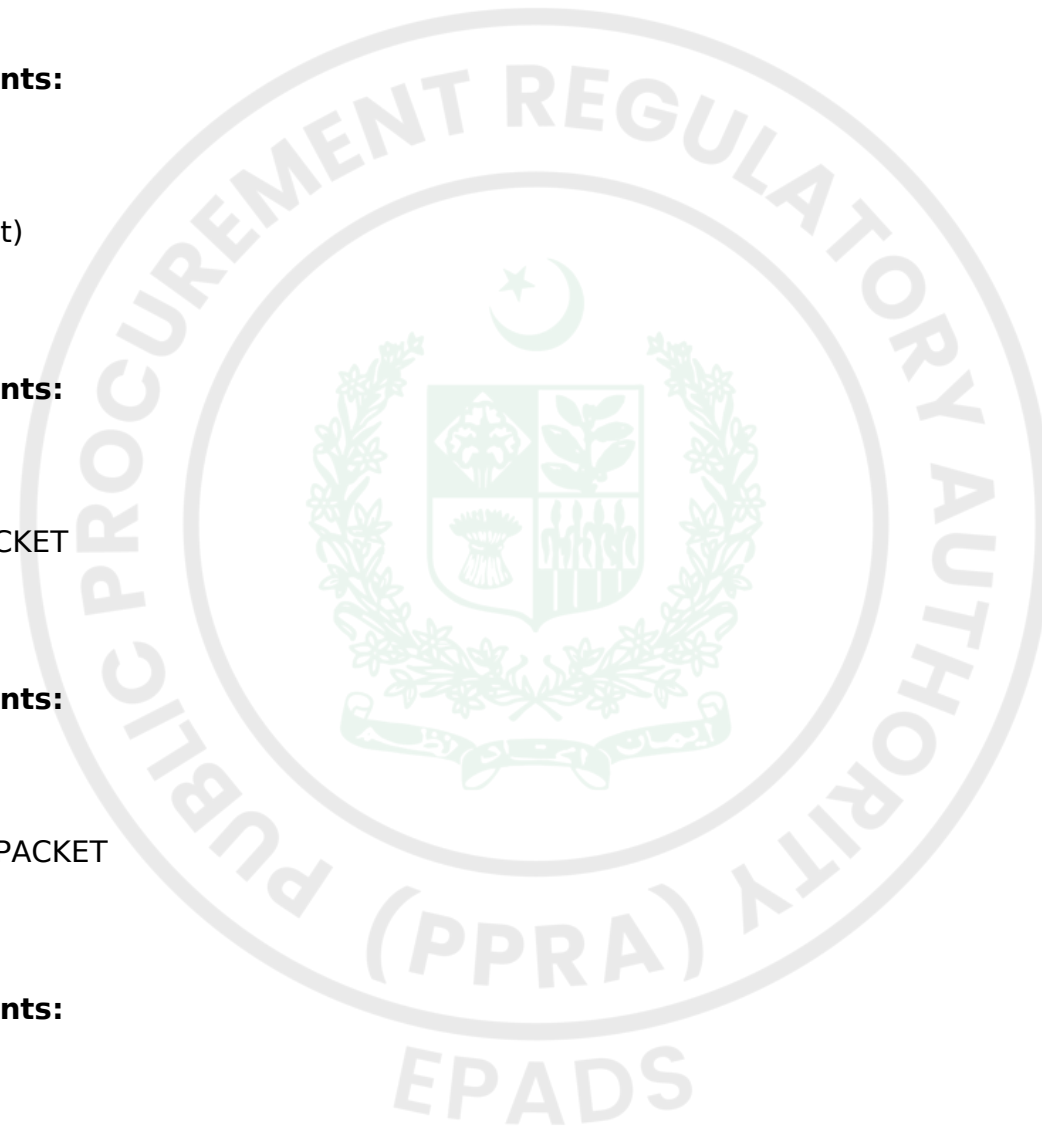 nts:
t)
nts:
CKET
nts:
PACKET
nts:
PUBLIC PROCUREMENT REGULATORY AUTHORITY
(PPRA)
EPADS